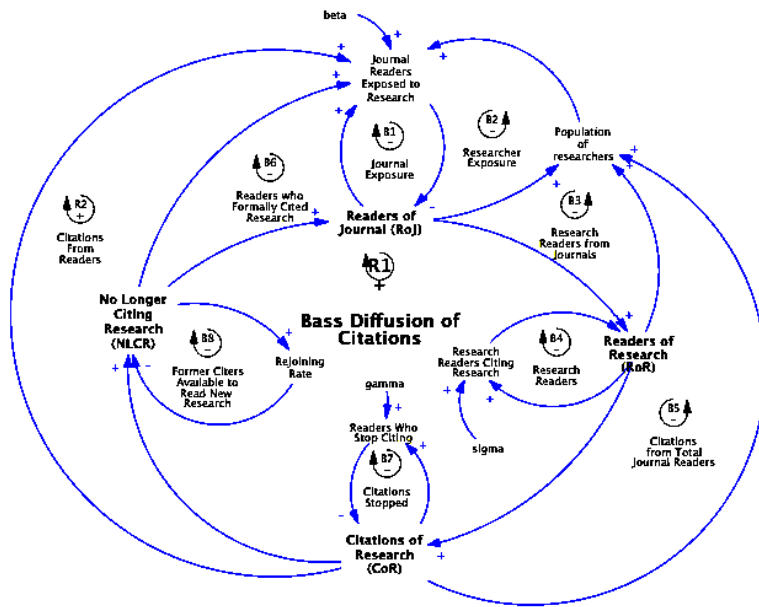 beta
+
+
+
+
+
Journal
Readers
Exposed to
Research
B1
−
Journal
Exposure
B2
−
Researcher
Exposure
Population
of
researchers
+
+
+
B6
−
Readers who
Formally Cited
Research
R2
+
Citations
From
Readers
B3
−
Research
Readers from
Journals
+
−
Readers of
Journal (RoJ)
R1
+
No Longer
Citing
Research
(NLCR)
Bass Diffusion of
Citations
+
−
B8
−
Former Citers
Available to
Read New
Research
+
Rejoining
Rate
Research
Readers Citing
Research
+
+
B4
−
Research
Readers
+
+
Readers of
Research
(RoR)
gamma
+
Readers Who
Stop Citing
+
sigma
B5
−
Citations
from Total
Journal Readers
B7
−
Citations
Stopped
−
Citations of
Research
(CoR)
+